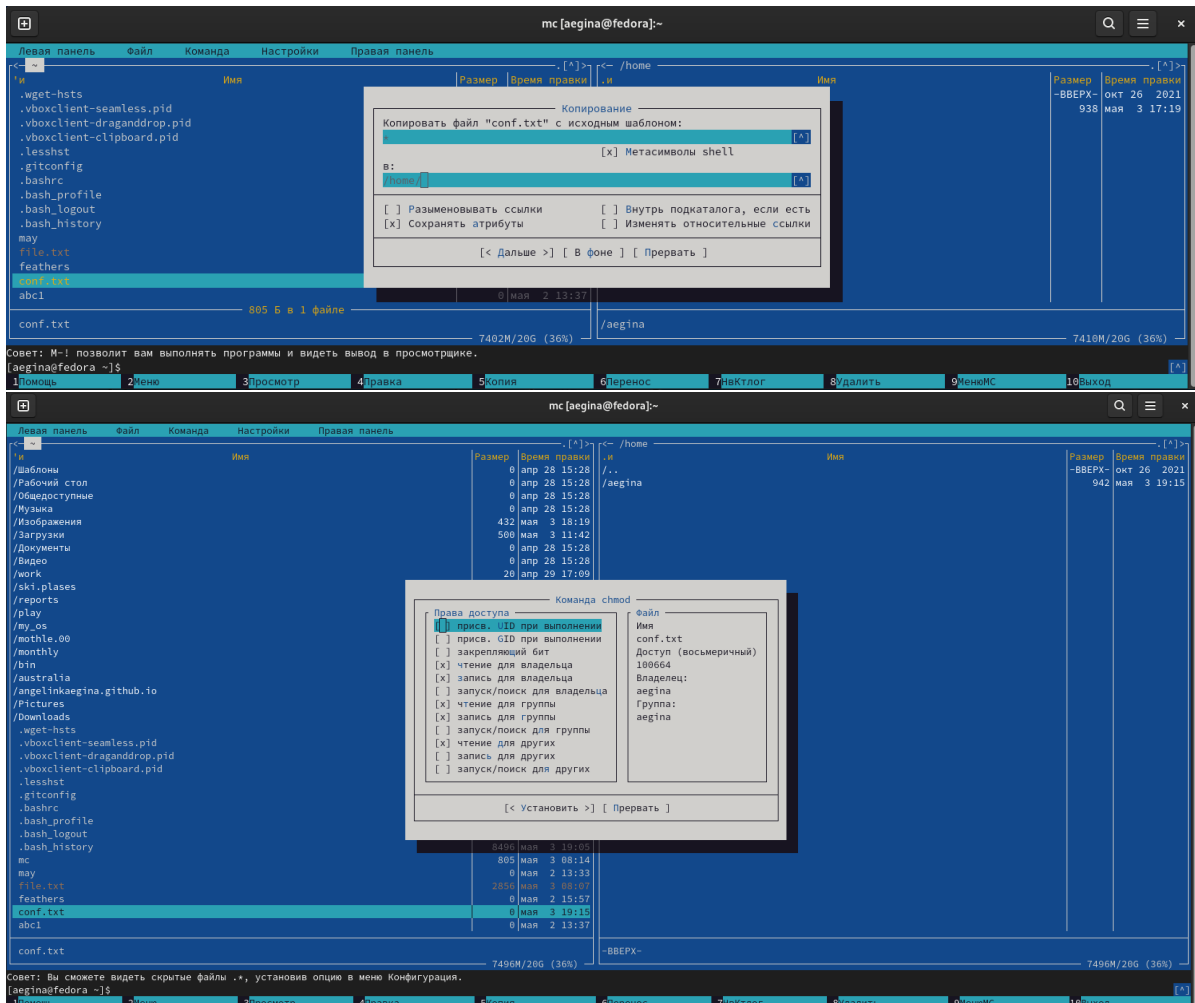 mc [aegina@fedora]:~
Левая панель Файл Команда Настройки Правая панель
<─ ~ .[^]> <─ /home .[^]>
'и Имя Размер Время правки .и Имя Размер Время правки
.wget-hsts -ВВЕРХ- окт 26 2021
.vboxclient-seamless.pid 938 мая 3 17:19
.vboxclient-draganddrop.pid
.vboxclient-clipboard.pid
.lesshst
.gitconfig
.bashrc
.bash_profile
.bash_logout
.bash_history
may
file.txt
feathers
conf.txt
abc1 0 мая 2 13:37
Копирование
Копировать файл "conf.txt" с исходным шаблоном:
* [^]
[x] Метасимволы shell
в:
/home/ [^]
[ ] Разыменовывать ссылки [ ] Внутрь подкаталога, если есть
[x] Сохранять атрибуты [ ] Изменять относительные ссылки
[< Дальше >] [ В фоне ] [ Прервать ]
805 Б в 1 файле
conf.txt /aegina
7402M/20G (36%) 7410M/20G (36%)
Совет: M-! позволит вам выполнять программы и видеть вывод в просмотрщике.
[aegina@fedora ~]$ [^]
1Помощь 2Меню 3Просмотр 4Правка 5Копия 6Перенос 7НвКтлог 8Удалить 9МенюMC 10Выход
mc [aegina@fedora]:~
Левая панель Файл Команда Настройки Правая панель
<─ ~ .[^]> <─ /home .[^]>
'и Имя Размер Время правки .и Имя Размер Время правки
/Шаблоны 0 апр 28 15:28 /.. -ВВЕРХ- окт 26 2021
/Рабочий стол 0 апр 28 15:28 /aegina 942 мая 3 19:15
/Общедоступные 0 апр 28 15:28
/Музыка 0 апр 28 15:28
/Изображения 432 мая 3 18:19
/Загрузки 500 мая 3 11:42
/Документы 0 апр 28 15:28
/Видео 0 апр 28 15:28
/work 20 апр 29 17:09
/ski.plases
/reports
/play
/my_os
/mothle.00
/monthly
/bin
/australia
/angelinkaegina.github.io
/Pictures
/Downloads
.wget-hsts
.vboxclient-seamless.pid
.vboxclient-draganddrop.pid
.vboxclient-clipboard.pid
.lesshst
.gitconfig
.bashrc
.bash_profile
.bash_logout
.bash_history 8496 мая 3 19:05
mc 805 мая 3 08:14
may 0 мая 2 13:33
file.txt 2856 мая 3 08:07
feathers 0 мая 2 15:57
conf.txt 0 мая 3 19:15
abc1 0 мая 2 13:37
Команда chmod
Права доступа
[ ] присв. UID при выполнении
[ ] присв. GID при выполнении
[ ] закрепляющий бит
[x] чтение для владельца
[x] запись для владельца
[ ] запуск/поиск для владельца
[x] чтение для группы
[x] запись для группы
[ ] запуск/поиск для группы
[x] чтение для других
[ ] запись для других
[ ] запуск/поиск для других
Файл
Имя
conf.txt
Доступ (восьмеричный)
100664
Владелец:
aegina
Группа:
aegina
[< Установить >] [ Прервать ]
conf.txt -ВВЕРХ-
7496M/20G (36%) 7496M/20G (36%)
Совет: Вы сможете видеть скрытые файлы .*, установив опцию в меню Конфигурация.
[aegina@fedora ~]$ [^]
1Помощь 2Меню 3Просмотр 4Правка 5Копия 6Перенос 7НвКтлог 8Удалить 9МенюMC 10Выход